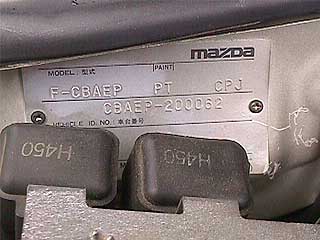 mazda
MODEL: 型式 PAINT
F-CBAEP PT CPJ
CBAEP-200062
VEHICLE ID. NO.: 車台番号
H450
H450